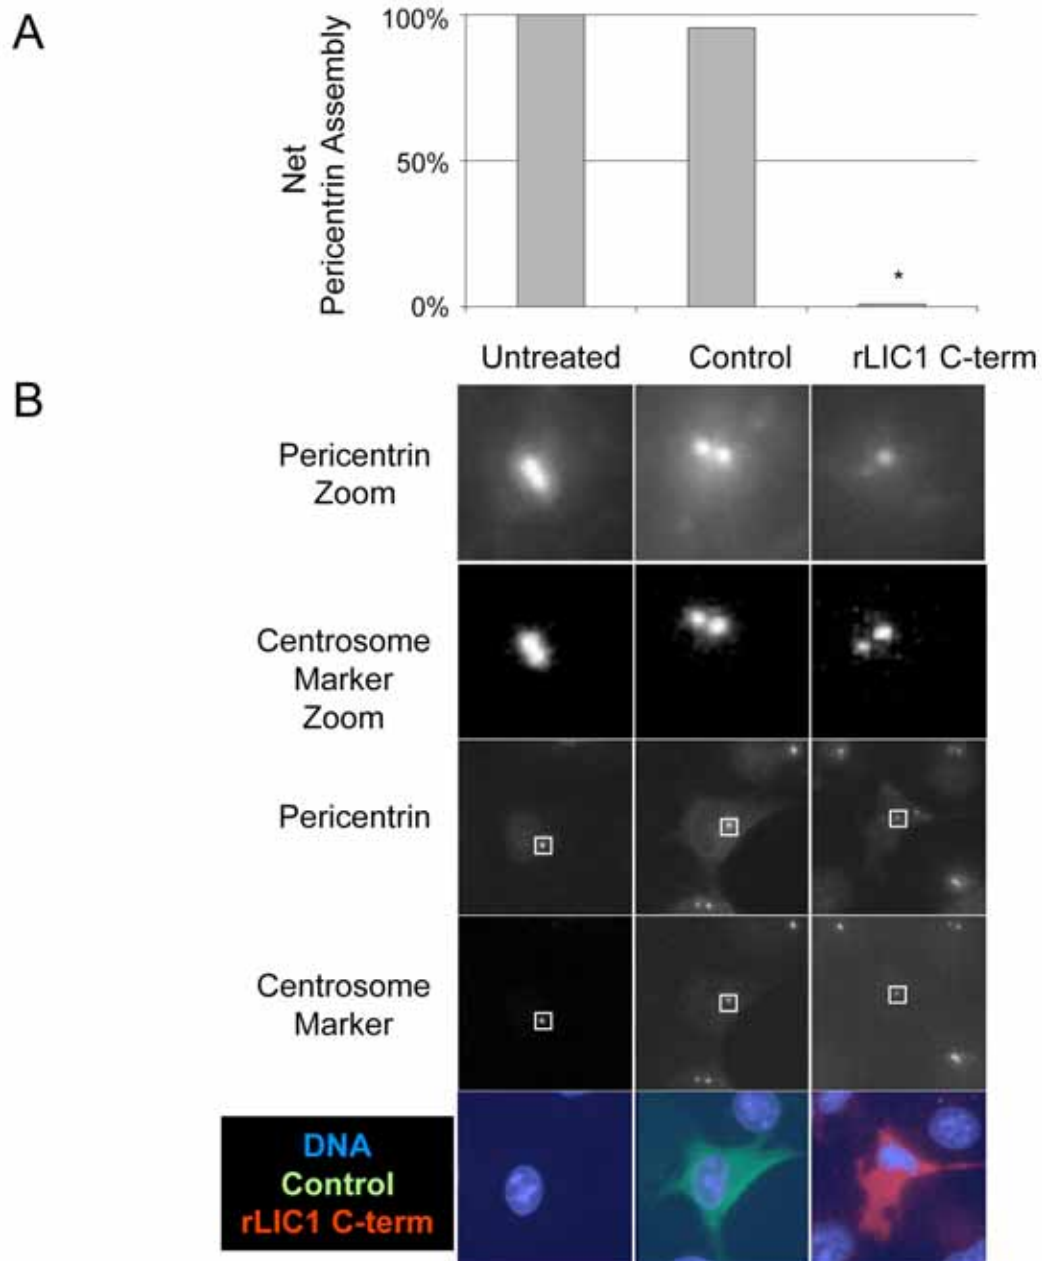 A
Net
Pericentrin Assembly
100%
50%
0%
*
Untreated
Control
rLIC1 C-term
B
Pericentrin
Zoom
Centrosome
Marker
Zoom
Pericentrin
Centrosome
Marker
DNA
Control
rLIC1 C-term